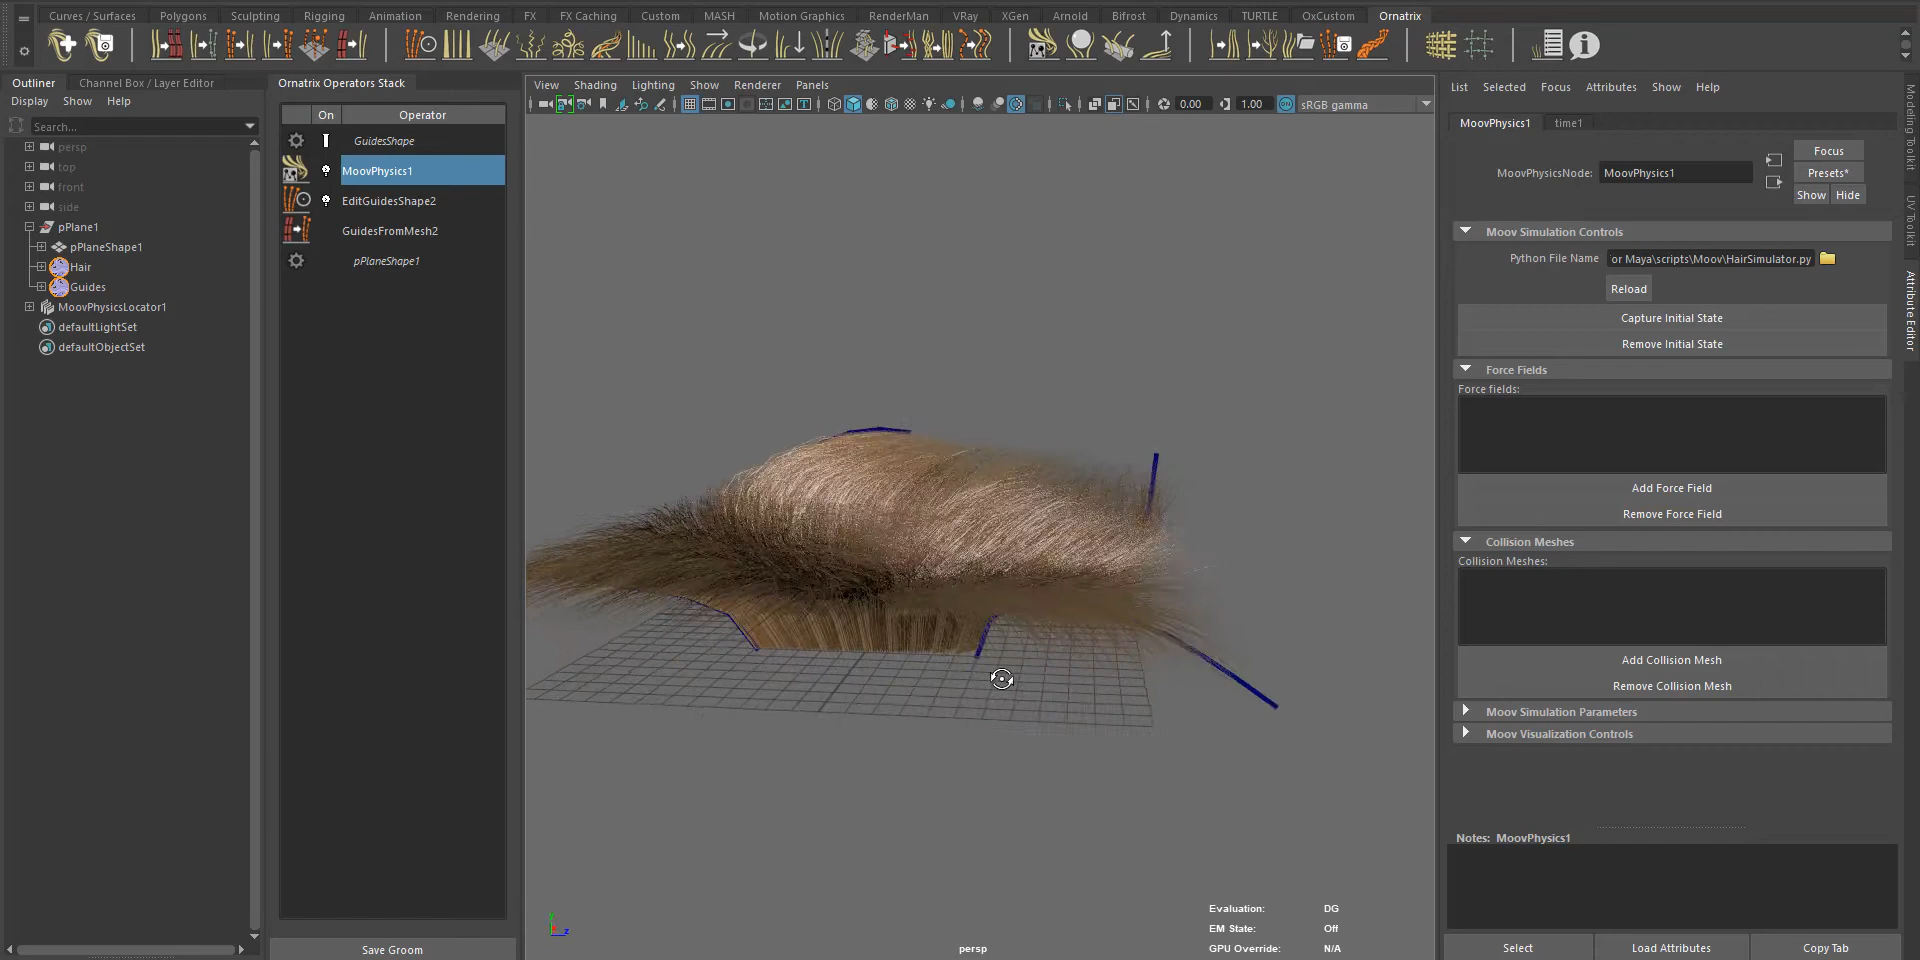 Curves / Surfaces Polygons Sculpting Rigging Animation Rendering FX FX Caching Custom MASH Motion Graphics RenderMan VRay XGen Arnold Bifrost Dynamics TURTLE OxCustom Ornatrix
Outliner Channel Box / Layer Editor
Display Show Help
Search...
persp
top
front
side
pPlane1
pPlaneShape1
Hair
Guides
MoovPhysicsLocator1
defaultLightSet
defaultObjectSet
Ornatrix Operators Stack
On Operator
GuidesShape
MoovPhysics1
EditGuidesShape2
GuidesFromMesh2
pPlaneShape1
Save Groom
View Shading Lighting Show Renderer Panels
0.00 1.00 ON sRGB gamma
Evaluation: DG
EM State: Off
GPU Override: N/A
persp
y
z
List Selected Focus Attributes Show Help
MoovPhysics1 time1
Focus
MoovPhysicsNode: MoovPhysics1 Presets*
Show Hide
Moov Simulation Controls
Python File Name 'or Maya\scripts\Moov\HairSimulator.py
Reload
Capture Initial State
Remove Initial State
Force Fields
Force fields:
Add Force Field
Remove Force Field
Collision Meshes
Collision Meshes:
Add Collision Mesh
Remove Collision Mesh
Moov Simulation Parameters
Moov Visualization Controls
Notes: MoovPhysics1
Select Load Attributes Copy Tab
Modeling Toolkit
UV Toolkit
Attribute Editor